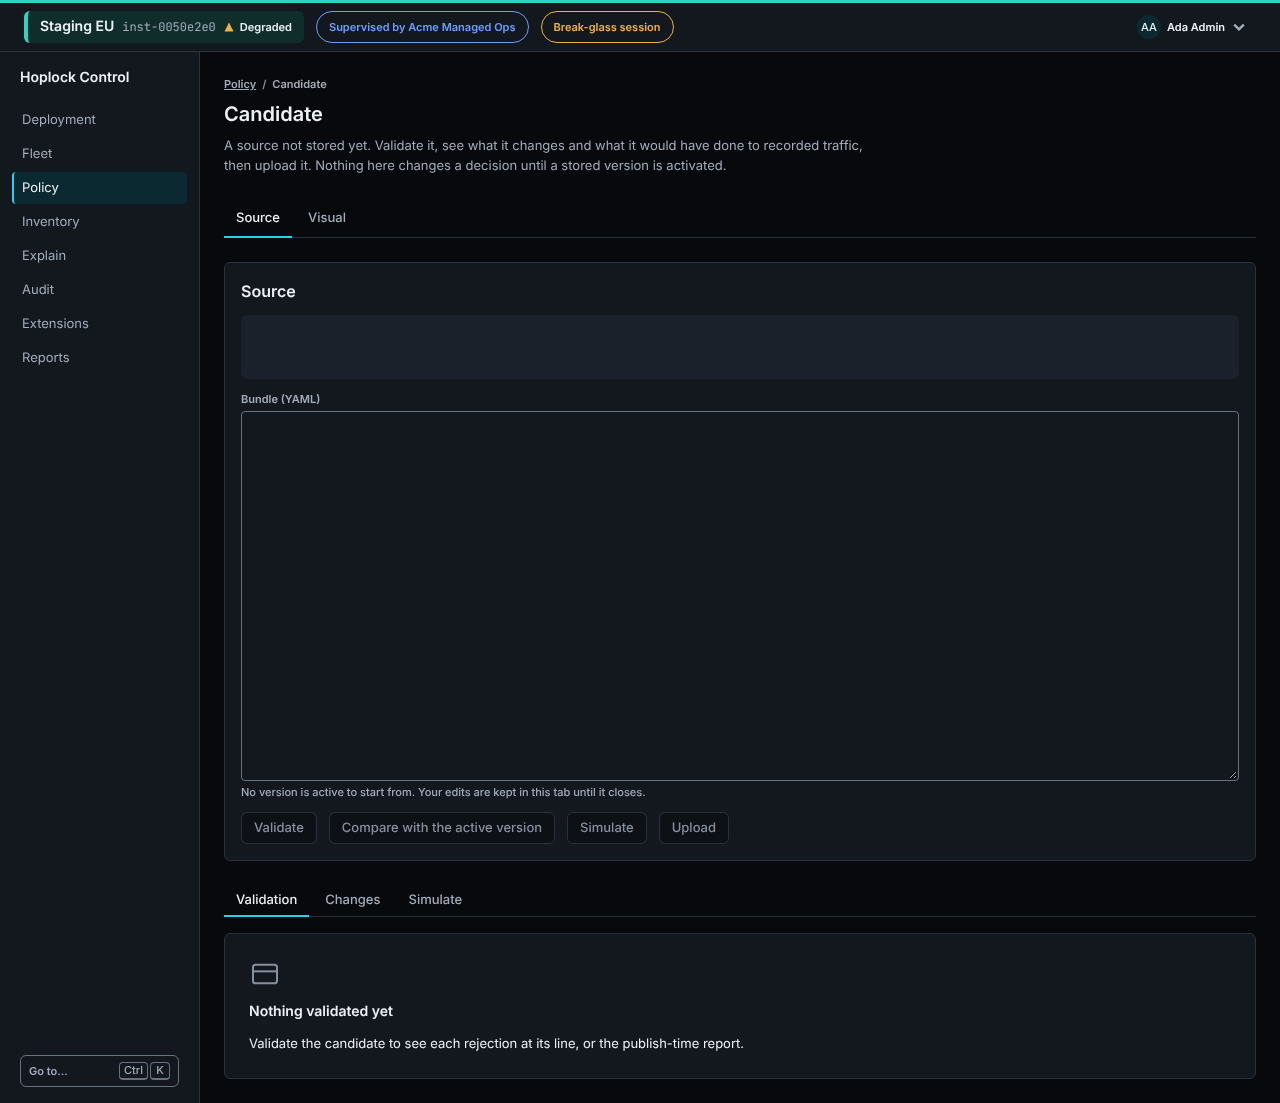 Staging EU inst-0050e2e0 Degraded
Supervised by Acme Managed Ops
Break-glass session
AA Ada Admin
Hoplock Control
Deployment
Fleet
Policy
Inventory
Explain
Audit
Extensions
Reports
Go to... Ctrl K
Policy / Candidate
Candidate
A source not stored yet. Validate it, see what it changes and what it would have done to recorded traffic,
then upload it. Nothing here changes a decision until a stored version is activated.
Source Visual
Source
Bundle (YAML)
No version is active to start from. Your edits are kept in this tab until it closes.
Validate Compare with the active version Simulate Upload
Validation Changes Simulate
Nothing validated yet
Validate the candidate to see each rejection at its line, or the publish-time report.